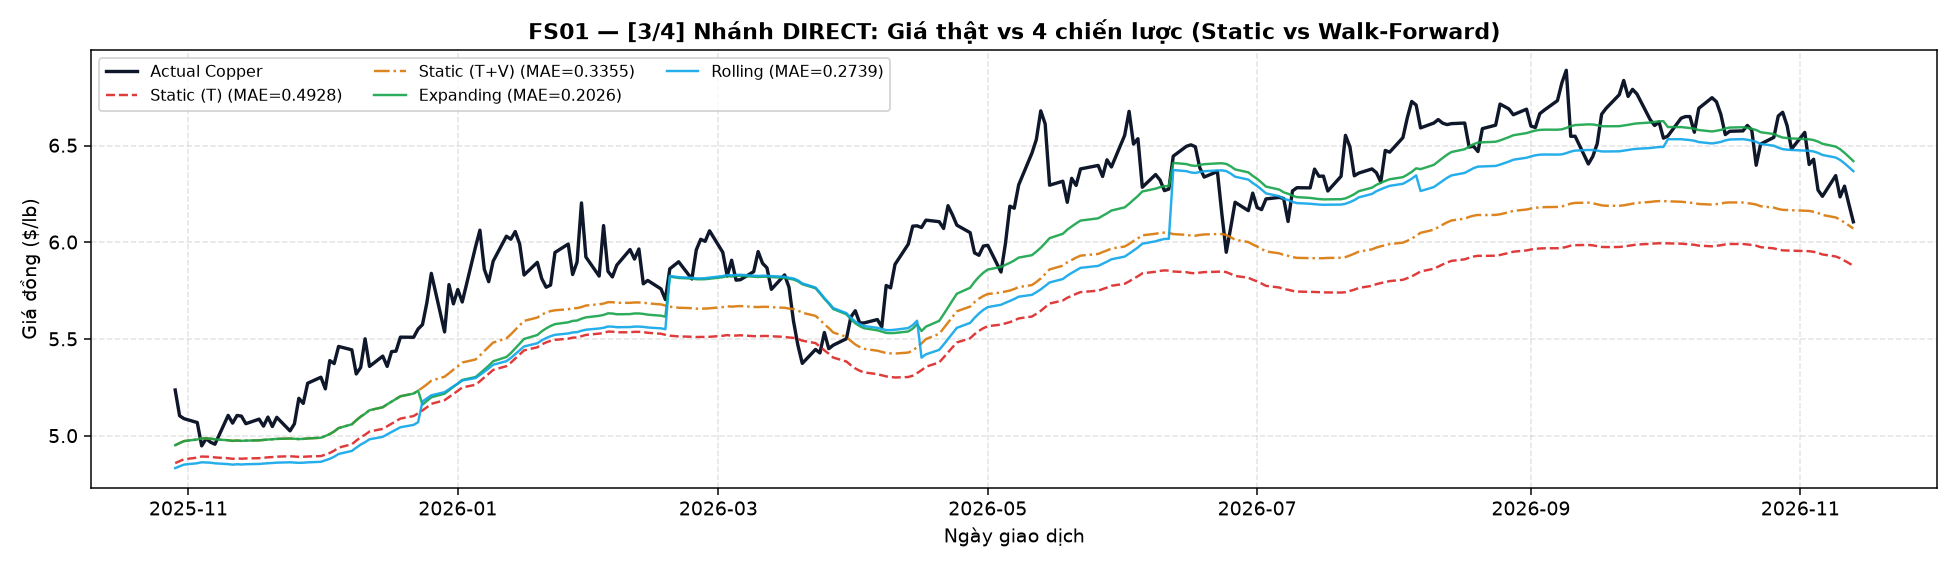 FS01 — [3/4] Nhánh DIRECT: Giá thật vs 4 chiến lược (Static vs Walk-Forward)
Actual Copper
Static (T) (MAE=0.4928)
Static (T+V) (MAE=0.3355)
Expanding (MAE=0.2026)
Rolling (MAE=0.2739)
Giá đồng ($/lb)
6.5
6.0
5.5
5.0
2025-11
2026-01
2026-03
2026-05
2026-07
2026-09
2026-11
Ngày giao dịch